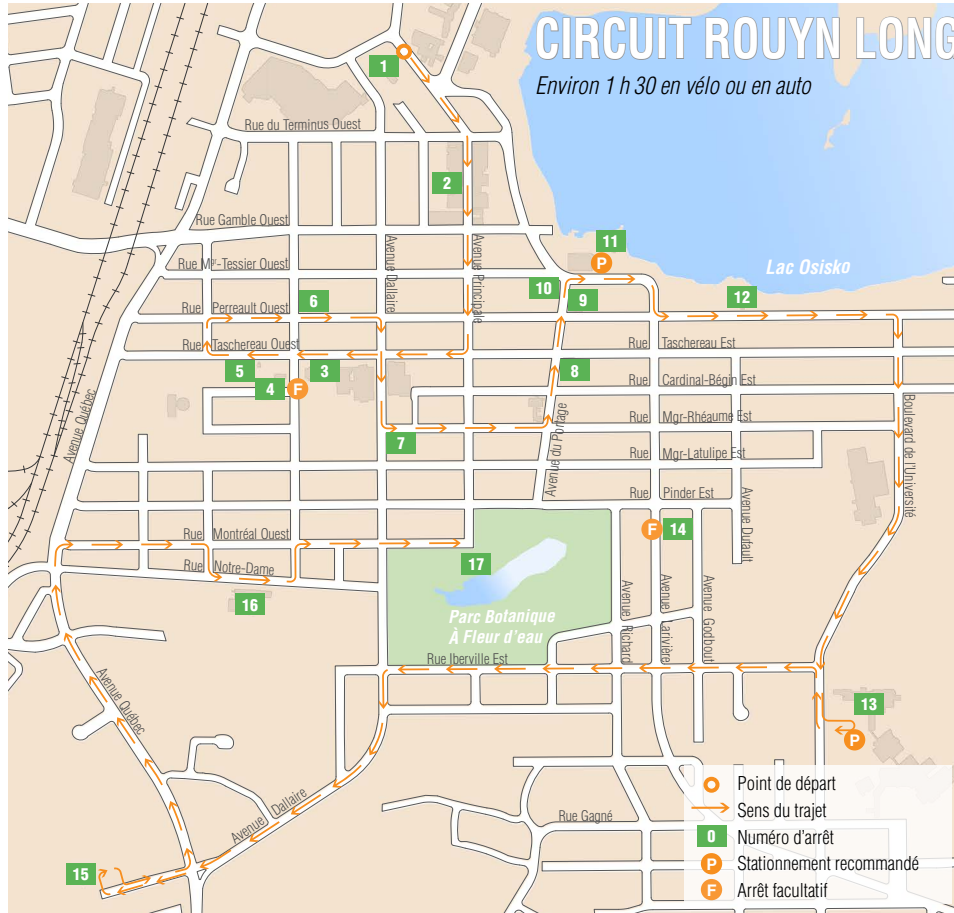 CIRCUIT ROUYN LONG
Environ 1 h 30 en vélo ou en auto
1
Rue du Terminus Ouest
2
Rue Gamble Ouest
11
P
Rue Mgr-Tessier Ouest
Avenue Dallaire
Avenue Principale
Lac Osisko
10
9
12
6
Rue Perreault Ouest
Rue Taschereau Ouest
Rue Taschereau Est
5
3
8
4
F
Rue Cardinal-Bégin Est
Avenue Québec
Rue Mgr-Rhéaume Est
7
Avenue du Portage
Rue Mgr-Latulipe Est
Boulevard de l'Université
Rue Pinder Est
Avenue Dufault
F
14
Rue Montréal Ouest
Rue Notre-Dame
17
16
Parc Botanique
À Fleur d'eau
Avenue Richard
Avenue Larivière
Avenue Godbout
Rue Iberville Est
Avenue Québec
13
P
Avenue Dallaire
Rue Gagné
15
Point de départ
Sens du trajet
0 Numéro d'arrêt
P Stationnement recommandé
F Arrêt facultatif